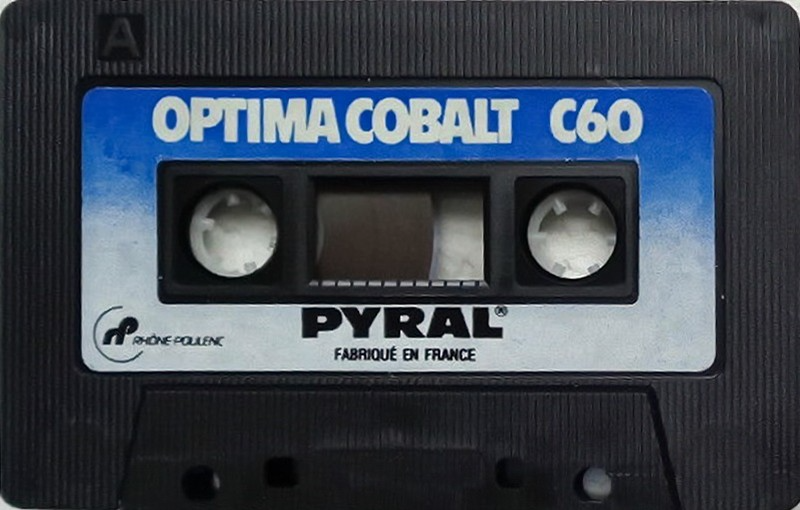 A
OPTIMA COBALT C60
PYRAL®
RHÔNE-POULENC
FABRIQUÉ EN FRANCE